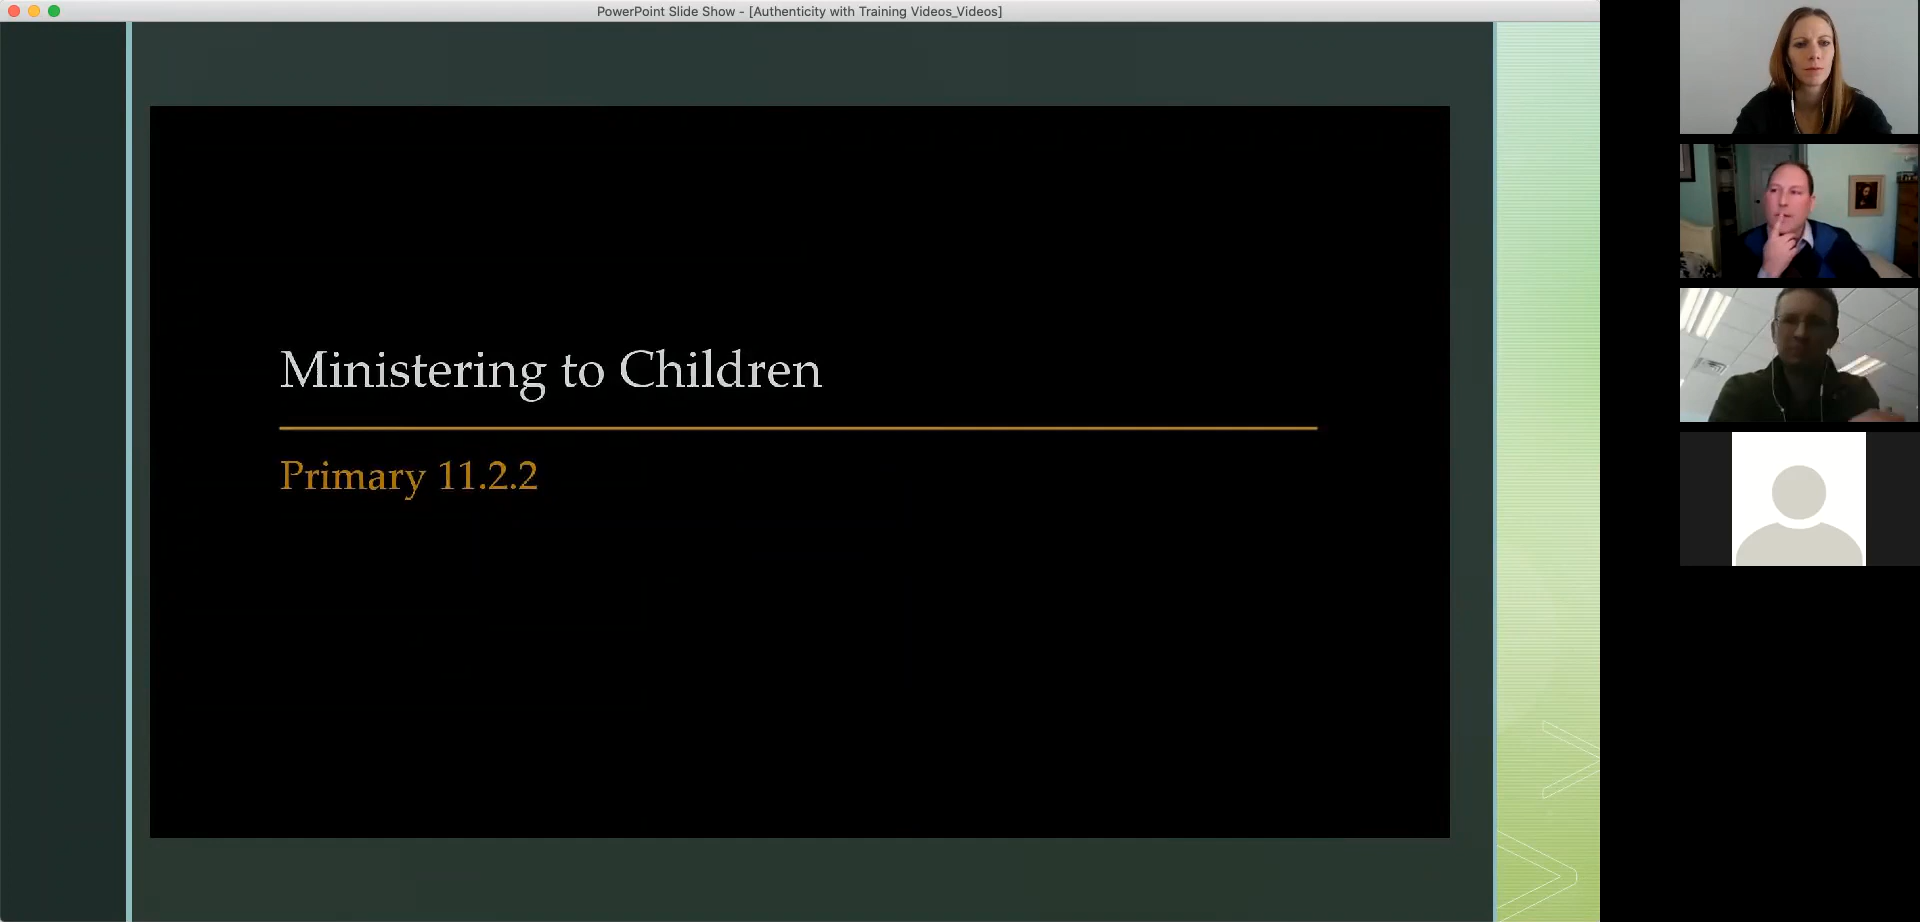 PowerPoint Slide Show - [Authenticity with Training Videos_Videos]
Ministering to Children
Primary 11.2.2